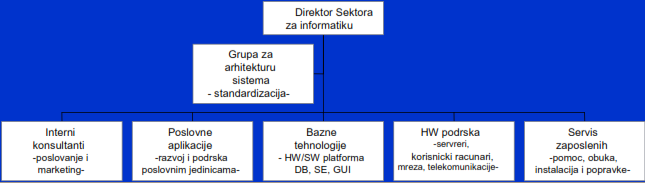 Direktor Sektora
za informatiku
Grupa za
arhitekturu
sistema
- standardizacija-
Interni
konsultanti
-poslovanje i
marketing-
Poslovne
aplikacije
-razvoj i podrska
poslovnim jedinicama-
Bazne
tehnologije
- HW/SW platforma
DB, SE, GUI
HW podrska
-servreri,
korisnicki racunari,
mreza, telekomunikacije-
Servis
zaposlenih
-pomoc, obuka,
instalacija i popravke-